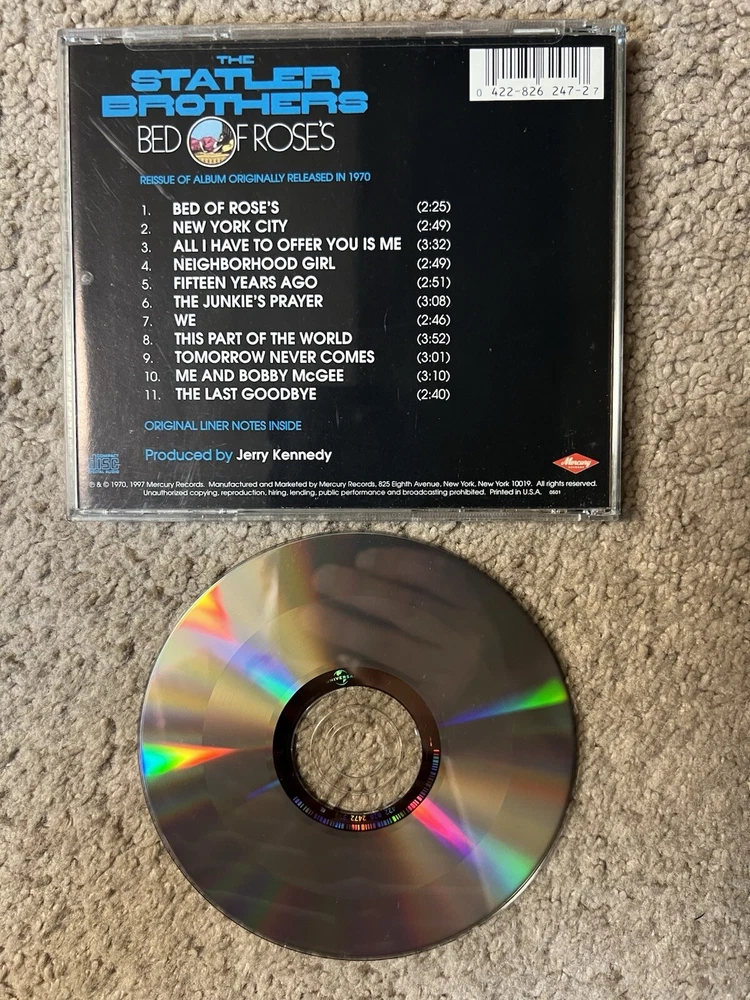 THE
STATLER
BROTHERS
BED OF ROSE'S
0 422-826 247-2 7
REISSUE OF ALBUM ORIGINALLY RELEASED IN 1970
1. BED OF ROSE'S (2:25)
2. NEW YORK CITY (2:49)
3. ALL I HAVE TO OFFER YOU IS ME (3:32)
4. NEIGHBORHOOD GIRL (2:49)
5. FIFTEEN YEARS AGO (2:51)
6. THE JUNKIE'S PRAYER (3:08)
7. WE (2:46)
8. THIS PART OF THE WORLD (3:52)
9. TOMORROW NEVER COMES (3:01)
10. ME AND BOBBY McGEE (3:10)
11. THE LAST GOODBYE (2:40)
ORIGINAL LINER NOTES INSIDE
Produced by Jerry Kennedy
COMPACT
disc
DIGITAL AUDIO
Mercury
℗ & © 1970, 1997 Mercury Records. Manufactured and Marketed by Mercury Records, 825 Eighth Avenue, New York, New York 10019. All rights reserved.
Unauthorized copying, reproduction, hiring, lending, public performance and broadcasting prohibited. Printed in U.S.A. 0501
UNIVERSAL